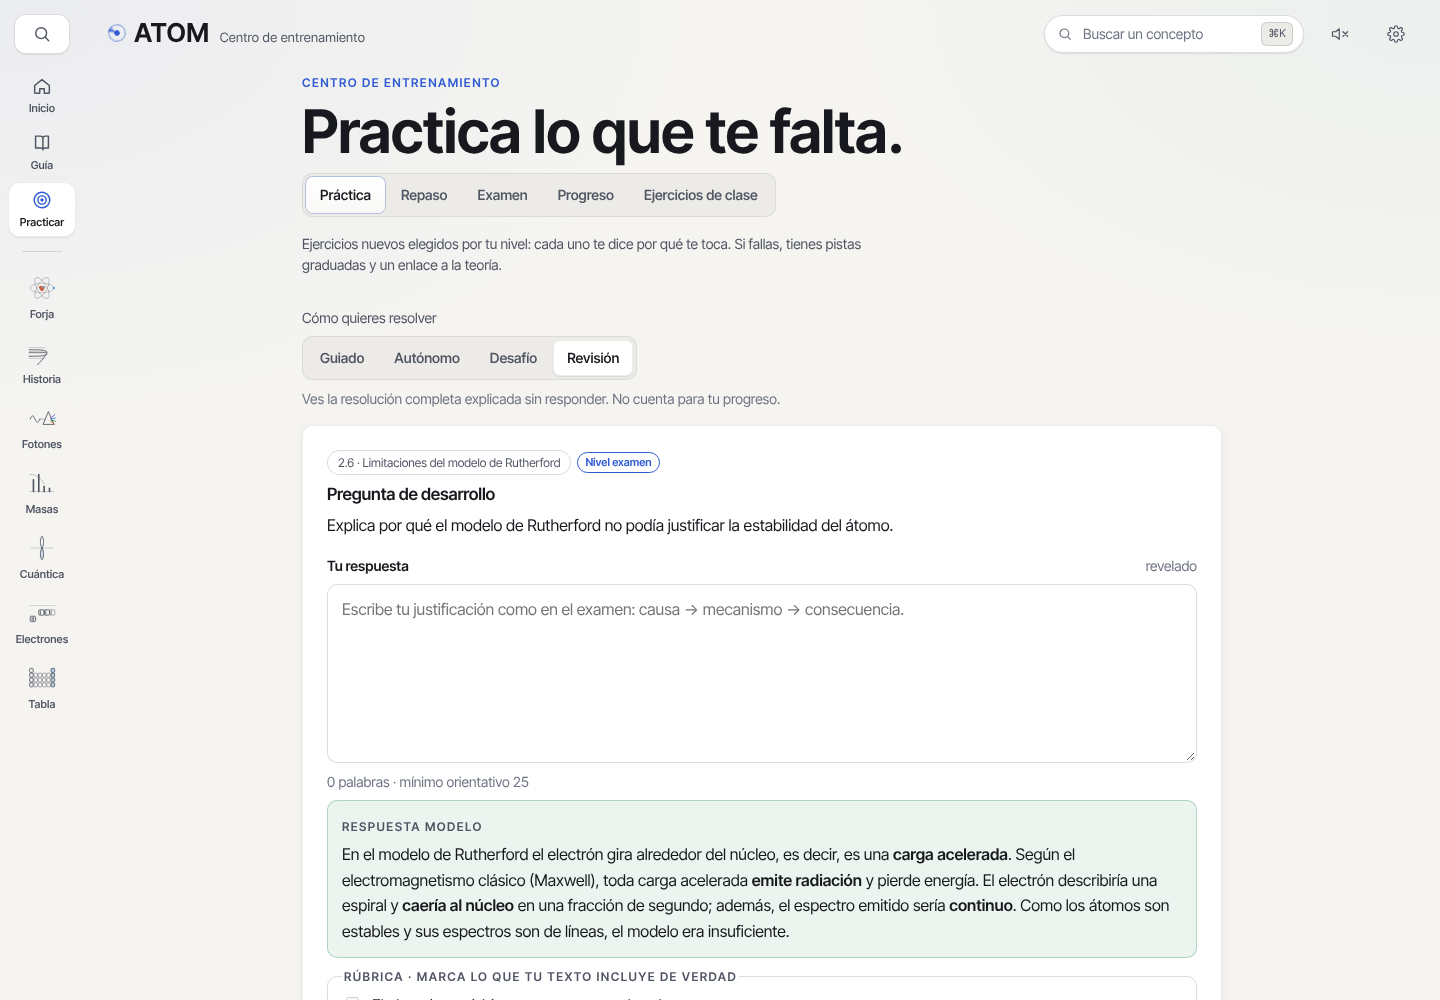 ATOM
Centro de entrenamiento
Buscar un concepto
⌘K
Inicio
Guía
Practicar
Forja
Historia
Fotones
Masas
Cuántica
Electrones
Tabla
CENTRO DE ENTRENAMIENTO
Practica lo que te falta.
Práctica
Repaso
Examen
Progreso
Ejercicios de clase
Ejercicios nuevos elegidos por tu nivel: cada uno te dice por qué te toca. Si fallas, tienes pistas
graduadas y un enlace a la teoría.
Cómo quieres resolver
Guiado
Autónomo
Desafío
Revisión
Ves la resolución completa explicada sin responder. No cuenta para tu progreso.
2.6 · Limitaciones del modelo de Rutherford
Nivel examen
Pregunta de desarrollo
Explica por qué el modelo de Rutherford no podía justificar la estabilidad del átomo.
Tu respuesta
revelado
Escribe tu justificación como en el examen: causa → mecanismo → consecuencia.
0 palabras · mínimo orientativo 25
RESPUESTA MODELO
En el modelo de Rutherford el electrón gira alrededor del núcleo, es decir, es una carga acelerada. Según el
electromagnetismo clásico (Maxwell), toda carga acelerada emite radiación y pierde energía. El electrón describiría una
espiral y caería al núcleo en una fracción de segundo; además, el espectro emitido sería continuo. Como los átomos son
estables y sus espectros son de líneas, el modelo era insuficiente.
RÚBRICA · MARCA LO QUE TU TEXTO INCLUYE DE VERDAD